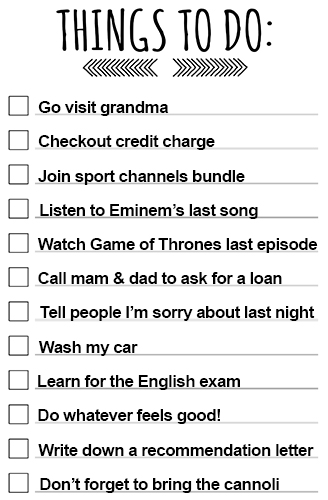 THINGS TO DO:
Go visit grandma
Checkout credit charge
Join sport channels bundle
Listen to Eminem's last song
Watch Game of Thrones last episode
Call mam & dad to ask for a loan
Tell people I'm sorry about last night
Wash my car
Learn for the English exam
Do whatever feels good!
Write down a recommendation letter
Don't forget to bring the cannoli